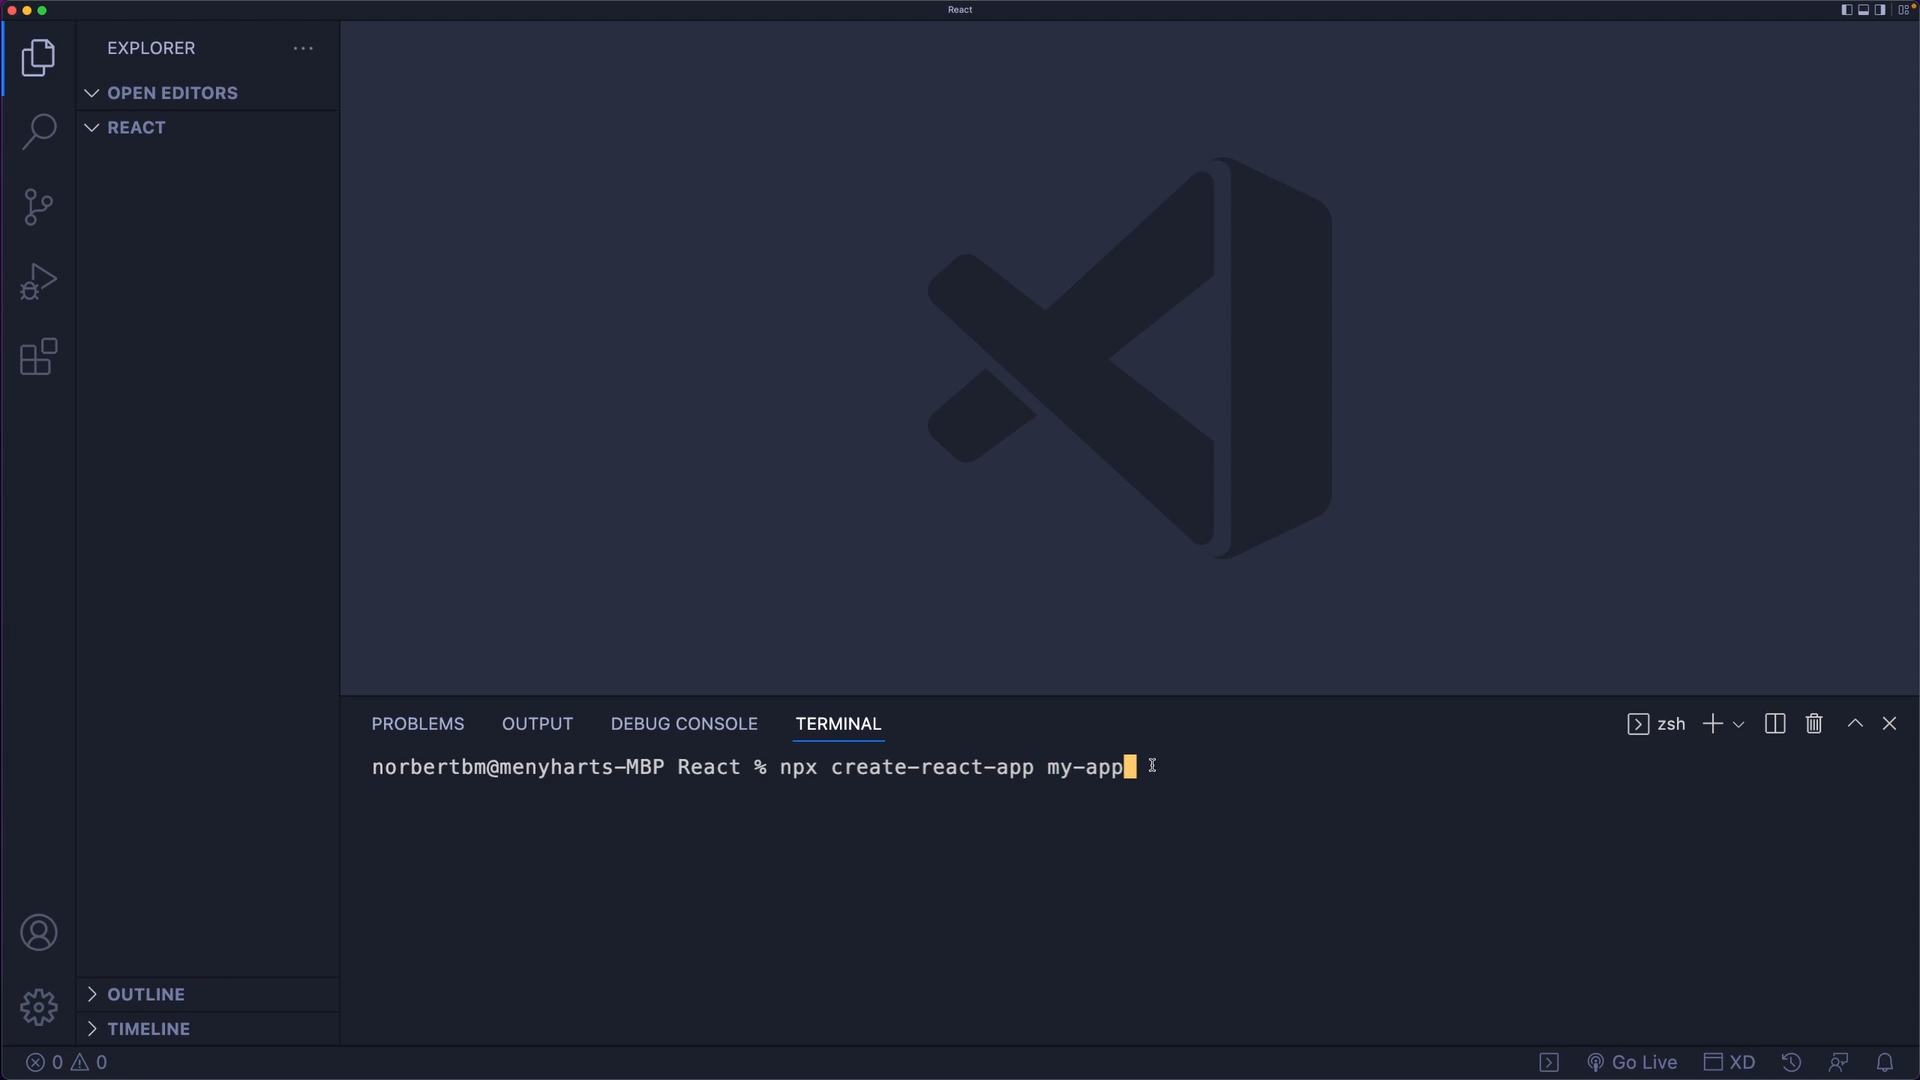 React
EXPLORER
OPEN EDITORS
REACT
PROBLEMS OUTPUT DEBUG CONSOLE TERMINAL zsh
norbertbm@menyharts-MBP React % npx create-react-app my-app
OUTLINE
TIMELINE
0 0 Go Live XD